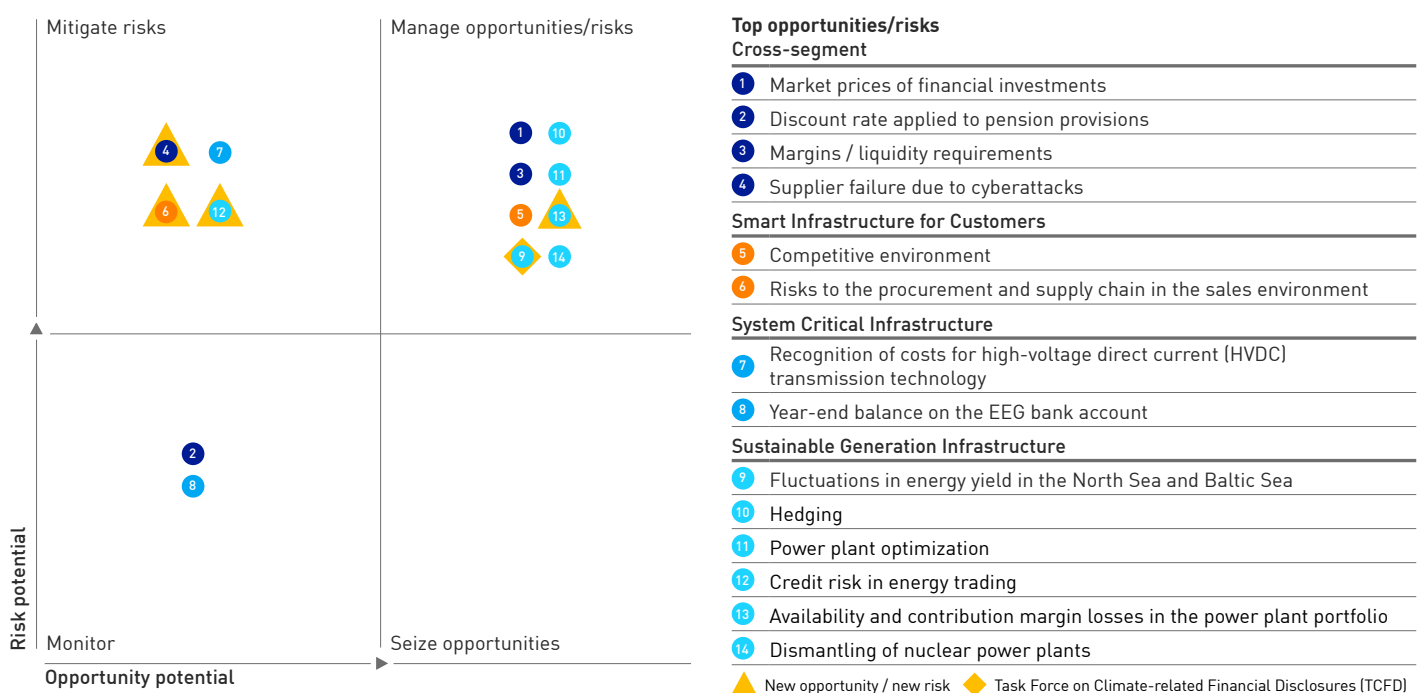 Mitigate risks
Manage opportunities/risks
4
7
6
12
1
10
3
11
5
13
9
14
2
8
Risk potential
Monitor
Seize opportunities
Opportunity potential
Top opportunities/risks
Cross-segment
1 Market prices of financial investments
2 Discount rate applied to pension provisions
3 Margins / liquidity requirements
4 Supplier failure due to cyberattacks
Smart Infrastructure for Customers
5 Competitive environment
6 Risks to the procurement and supply chain in the sales environment
System Critical Infrastructure
7 Recognition of costs for high-voltage direct current (HVDC)
transmission technology
8 Year-end balance on the EEG bank account
Sustainable Generation Infrastructure
9 Fluctuations in energy yield in the North Sea and Baltic Sea
10 Hedging
11 Power plant optimization
12 Credit risk in energy trading
13 Availability and contribution margin losses in the power plant portfolio
14 Dismantling of nuclear power plants
New opportunity / new risk Task Force on Climate-related Financial Disclosures (TCFD)